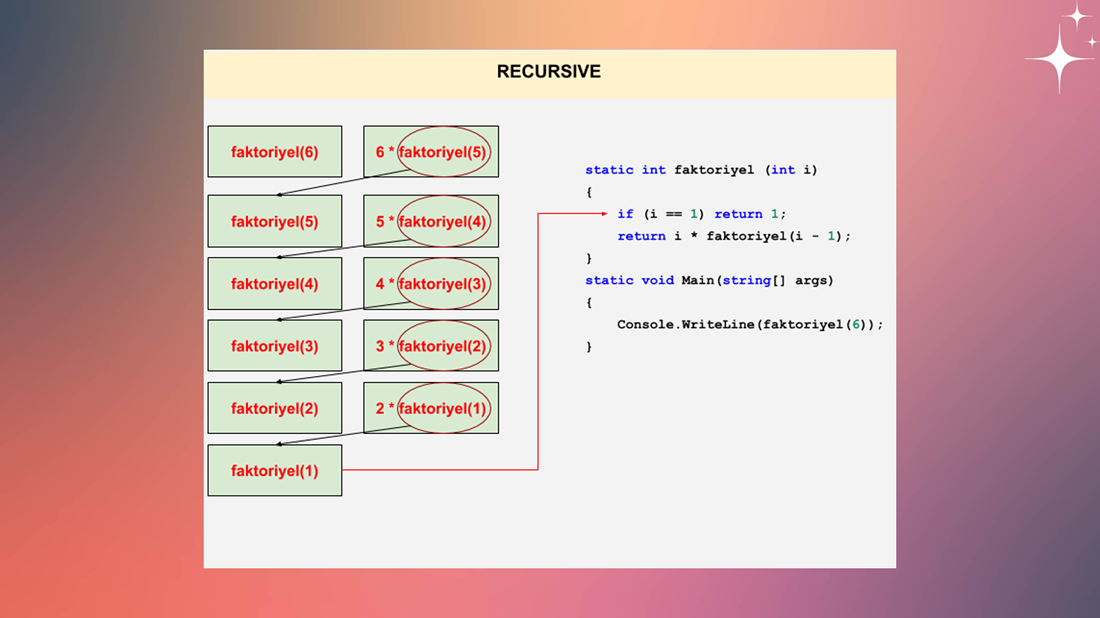 RECURSIVE
faktoriyel(6)
6 * faktoriyel(5)
faktoriyel(5)
5 * faktoriyel(4)
faktoriyel(4)
4 * faktoriyel(3)
faktoriyel(3)
3 * faktoriyel(2)
faktoriyel(2)
2 * faktoriyel(1)
faktoriyel(1)
static int faktoriyel (int i)
{
if (i == 1) return 1;
return i * faktoriyel(i - 1);
}
static void Main(string[] args)
{
Console.WriteLine(faktoriyel(6));
}